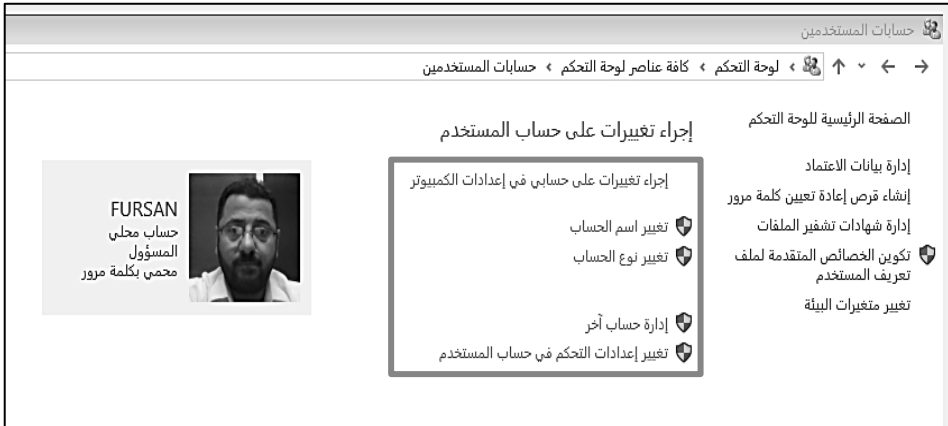 حسابات المستخدمين
لوحة التحكم › كافة عناصر لوحة التحكم › حسابات المستخدمين
الصفحة الرئيسية للوحة التحكم
إدارة بيانات الاعتماد
إنشاء قرص إعادة تعيين كلمة مرور
إدارة شهادات تشفير الملفات
تكوين الخصائص المتقدمة لملف
تعريف المستخدم
تغيير متغيرات البيئة
إجراء تغييرات على حساب المستخدم
إجراء تغييرات على حسابي في إعدادات الكمبيوتر
تغيير اسم الحساب
تغيير نوع الحساب
إدارة حساب آخر
تغيير إعدادات التحكم في حساب المستخدم
FURSAN
حساب محلي
المسؤول
محمي بكلمة مرور